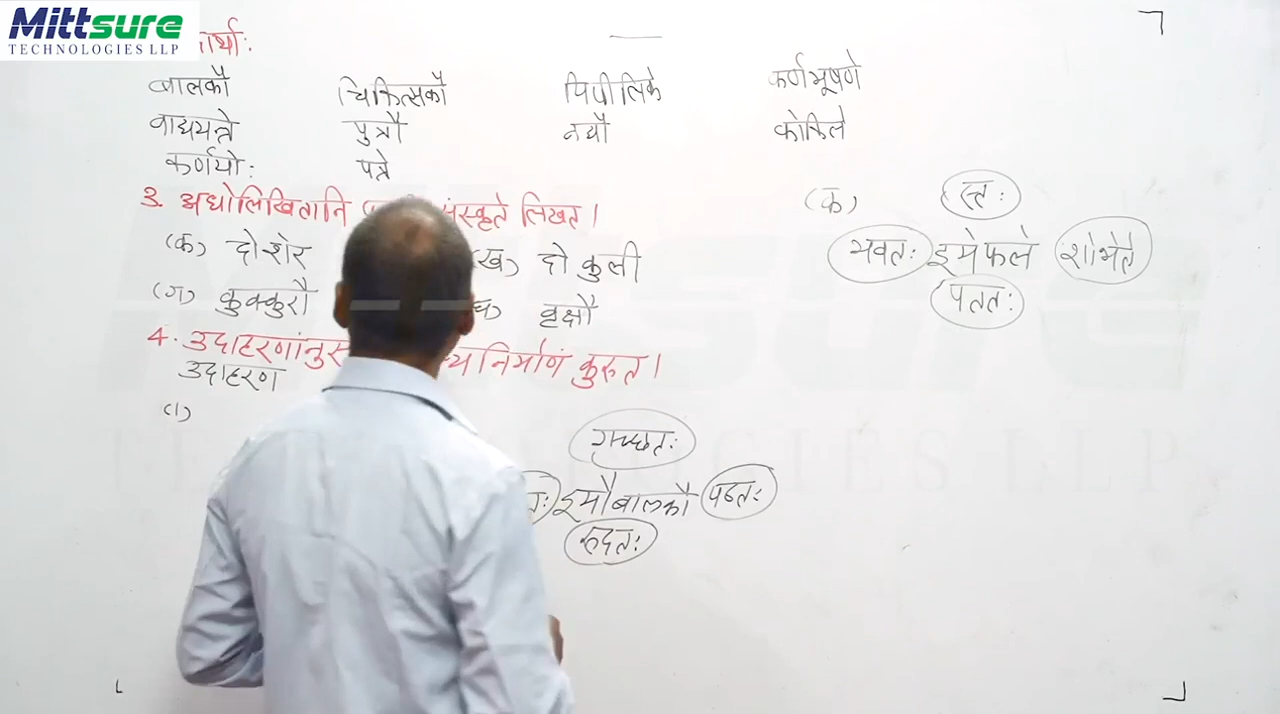 Mittsure
TECHNOLOGIES LLP
बालकौ चिकित्सकौ पिपीलिके कर्णभूषणे
वाद्ययन्त्रे पुत्रौ नद्यौ कोकिले
कर्णयो: पत्रे
3. अधोलिखितानि संस्कृते लिखत।
(क) दो शेर (ख) दो कुली
(ग) कुक्कुरौ वृक्षौ
4. उदाहरणांनुस निर्माणं कुरुत।
उदाहरण
(1)
गच्छत:
इमौ बालकौ पठत:
रुदत:
(क) स्त:
भवत: इमे फले शोभेते
पतत: